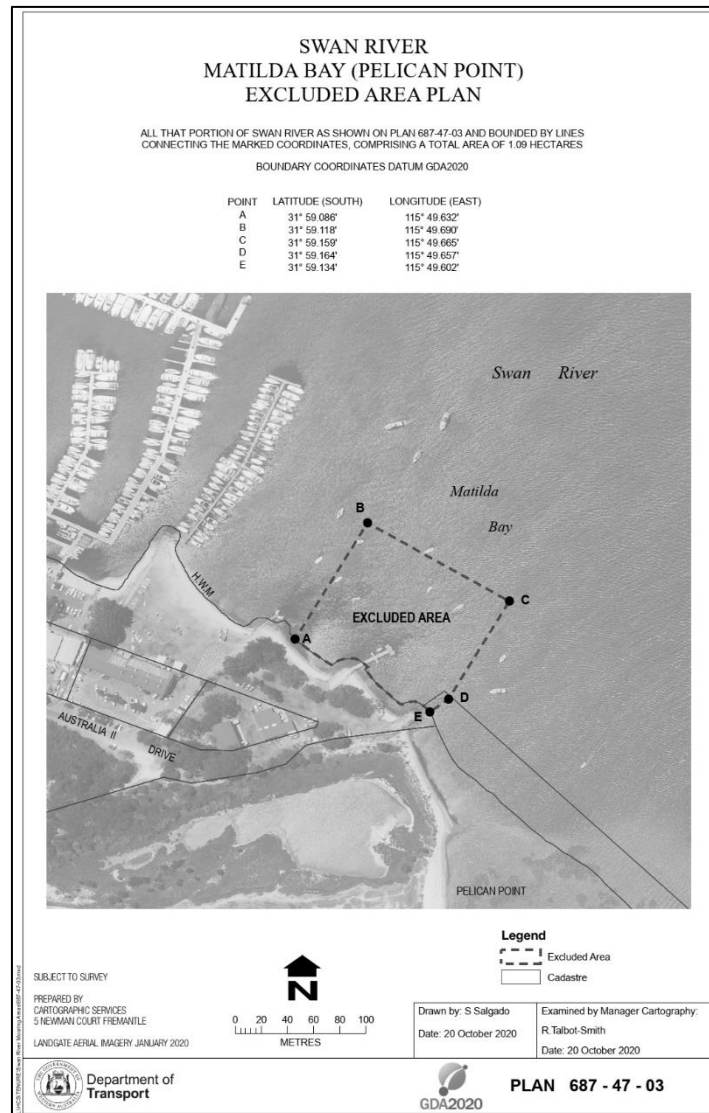 SWAN RIVER
MATILDA BAY (PELICAN POINT)
EXCLUDED AREA PLAN
ALL THAT PORTION OF SWAN RIVER AS SHOWN ON PLAN 687-47-03 AND BOUNDED BY LINES
CONNECTING THE MARKED COORDINATES, COMPRISING A TOTAL AREA OF 1.09 HECTARES
BOUNDARY COORDINATES DATUM GDA2020
POINT LATITUDE (SOUTH) LONGITUDE (EAST)
A 31° 59.086' 115° 49.632'
B 31° 59.118' 115° 49.690'
C 31° 59.159' 115° 49.665'
D 31° 59.164' 115° 49.657'
E 31° 59.134' 115° 49.602'
Swan River
Matilda
Bay
B
C
H.W.M
EXCLUDED AREA
A
D
E
AUSTRALIA II
DRIVE
PELICAN POINT
Legend
Excluded Area
Cadastre
N
0 20 40 60 80 100
METRES
SUBJECT TO SURVEY
PREPARED BY
CARTOGRAPHIC SERVICES
5 NEWMAN COURT FREMANTLE
LANDGATE AERIAL IMAGERY JANUARY 2020
Drawn by: S Salgado
Date: 20 October 2020
Examined by Manager Cartography:
R.Talbot-Smith
Date: 20 October 2020
Department of
Transport
GDA2020
PLAN 687 - 47 - 03